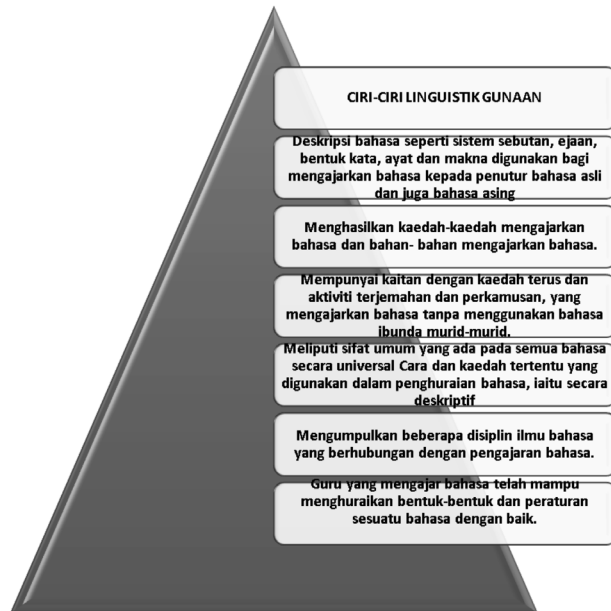 CIRI-CIRI LINGUISTIK GUNAAN
Deskripsi bahasa seperti sistem sebutan, ejaan,
bentuk kata, ayat dan makna digunakan bagi
mengajarkan bahasa kepada penutur bahasa asli
dan juga bahasa asing
Menghasilkan kaedah-kaedah mengajarkan
bahasa dan bahan- bahan mengajarkan bahasa.
Mempunyai kaitan dengan kaedah terus dan
aktiviti terjemahan dan perkamusan, yang
mengajarkan bahasa tanpa menggunakan bahasa
ibunda murid-murid.
Meliputi sifat umum yang ada pada semua bahasa
secara universal Cara dan kaedah tertentu yang
digunakan dalam penghuraian bahasa, iaitu secara
deskriptif
Mengumpulkan beberapa disiplin ilmu bahasa
yang berhubungan dengan pengajaran bahasa.
Guru yang mengajar bahasa telah mampu
menghuraikan bentuk-bentuk dan peraturan
sesuatu bahasa dengan baik.